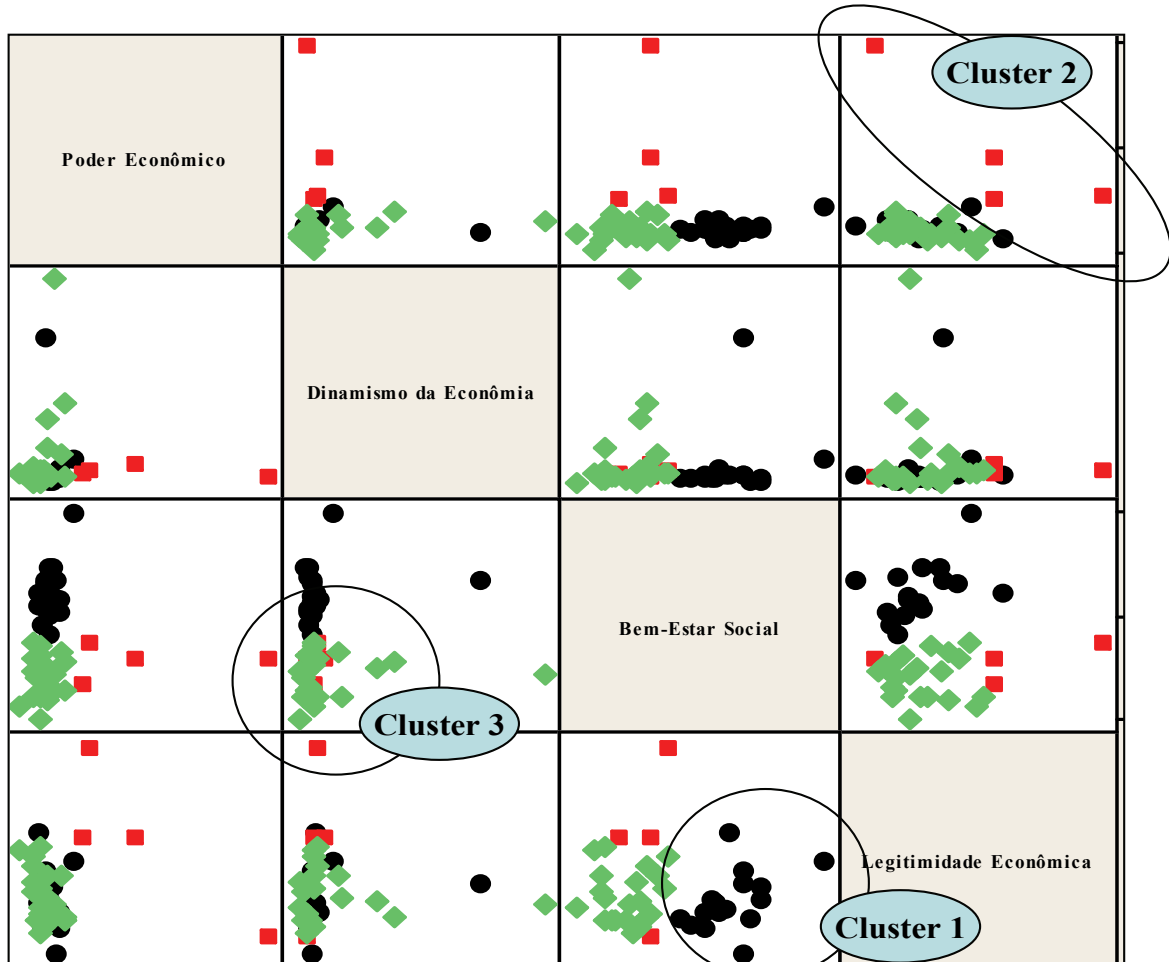 Cluster 2
Poder Econômico
Dinamismo da Econômia
Bem-Estar Social
Cluster 3
Legitimidade Econômica
Cluster 1